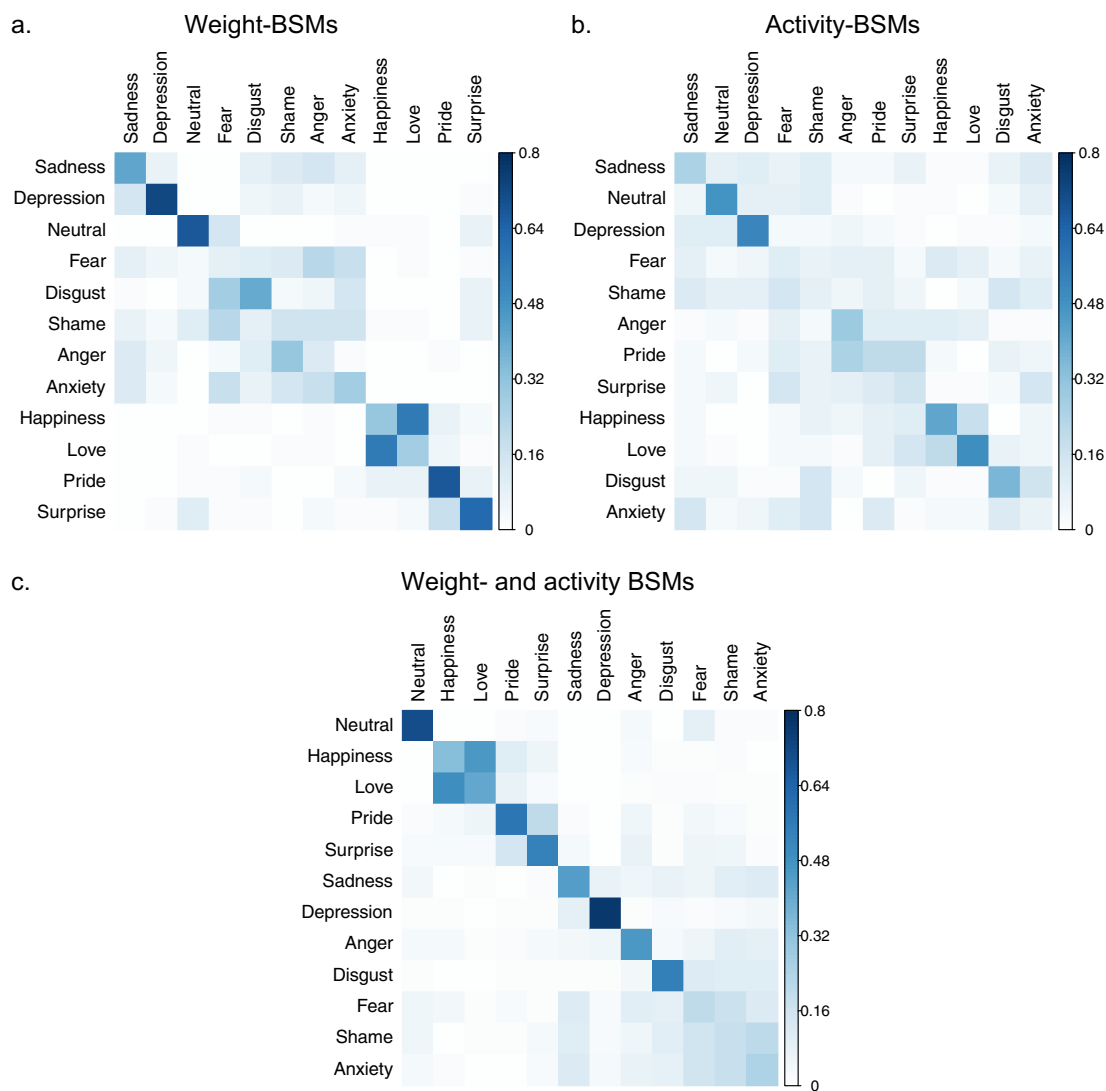 a.
Weight-BSMs
Sadness
Depression
Neutral
Fear
Disgust
Shame
Anger
Anxiety
Happiness
Love
Pride
Surprise
Sadness
Depression
Neutral
Fear
Disgust
Shame
Anger
Anxiety
Happiness
Love
Pride
Surprise
0.8
0.64
0.48
0.32
0.16
0
b.
Activity-BSMs
Sadness
Neutral
Depression
Fear
Shame
Anger
Pride
Surprise
Happiness
Love
Disgust
Anxiety
Sadness
Neutral
Depression
Fear
Shame
Anger
Pride
Surprise
Happiness
Love
Disgust
Anxiety
0.8
0.64
0.48
0.32
0.16
0
c.
Weight- and activity BSMs
Neutral
Happiness
Love
Pride
Surprise
Sadness
Depression
Anger
Disgust
Fear
Shame
Anxiety
Neutral
Happiness
Love
Pride
Surprise
Sadness
Depression
Anger
Disgust
Fear
Shame
Anxiety
0.8
0.64
0.48
0.32
0.16
0